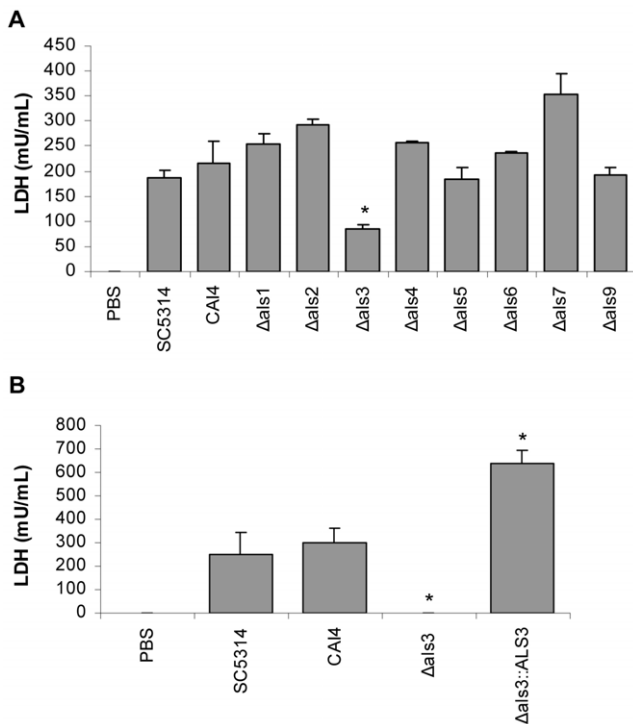 A
LDH (mU/mL)
450
400
350
300
250
200
150
100
50
0
*
PBS
SC5314
CAI4
Δals1
Δals2
Δals3
Δals4
Δals5
Δals6
Δals7
Δals9
B
LDH (mU/mL)
800
700
600
500
400
300
200
100
0
*
*
PBS
SC5314
CAI4
Δals3
Δals3::ALS3